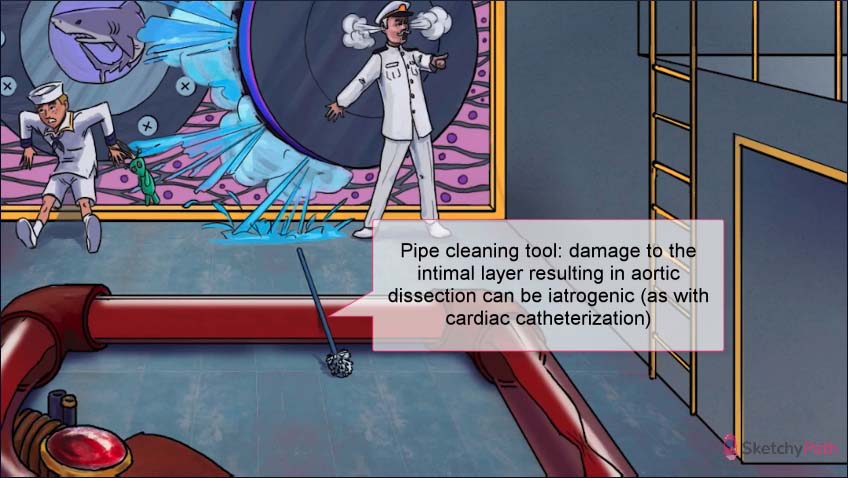 Pipe cleaning tool: damage to the
intimal layer resulting in aortic
dissection can be iatrogenic (as with
cardiac catheterization)
SketchyPath